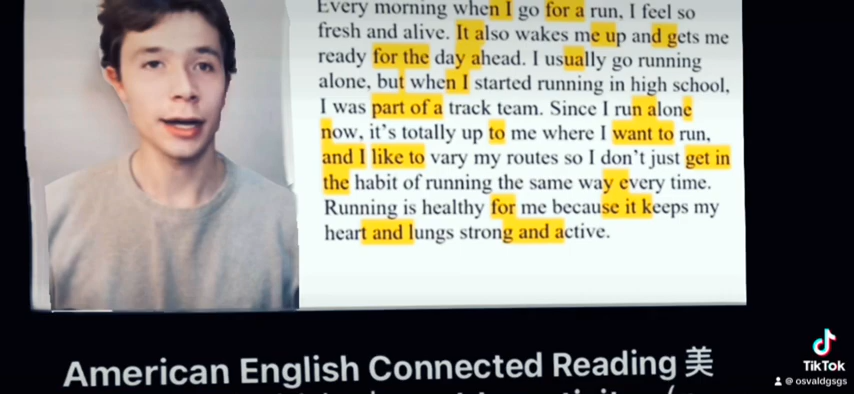 Every morning when I go for a run, I feel so
fresh and alive. It also wakes me up and gets me
ready for the day ahead. I usually go running
alone, but when I started running in high school,
I was part of a track team. Since I run alone
now, it's totally up to me where I want to run,
and I like to vary my routes so I don't just get in
the habit of running the same way every time.
Running is healthy for me because it keeps my
heart and lungs strong and active.
American English Connected Reading 美
TikTok
@osvaldgsgs